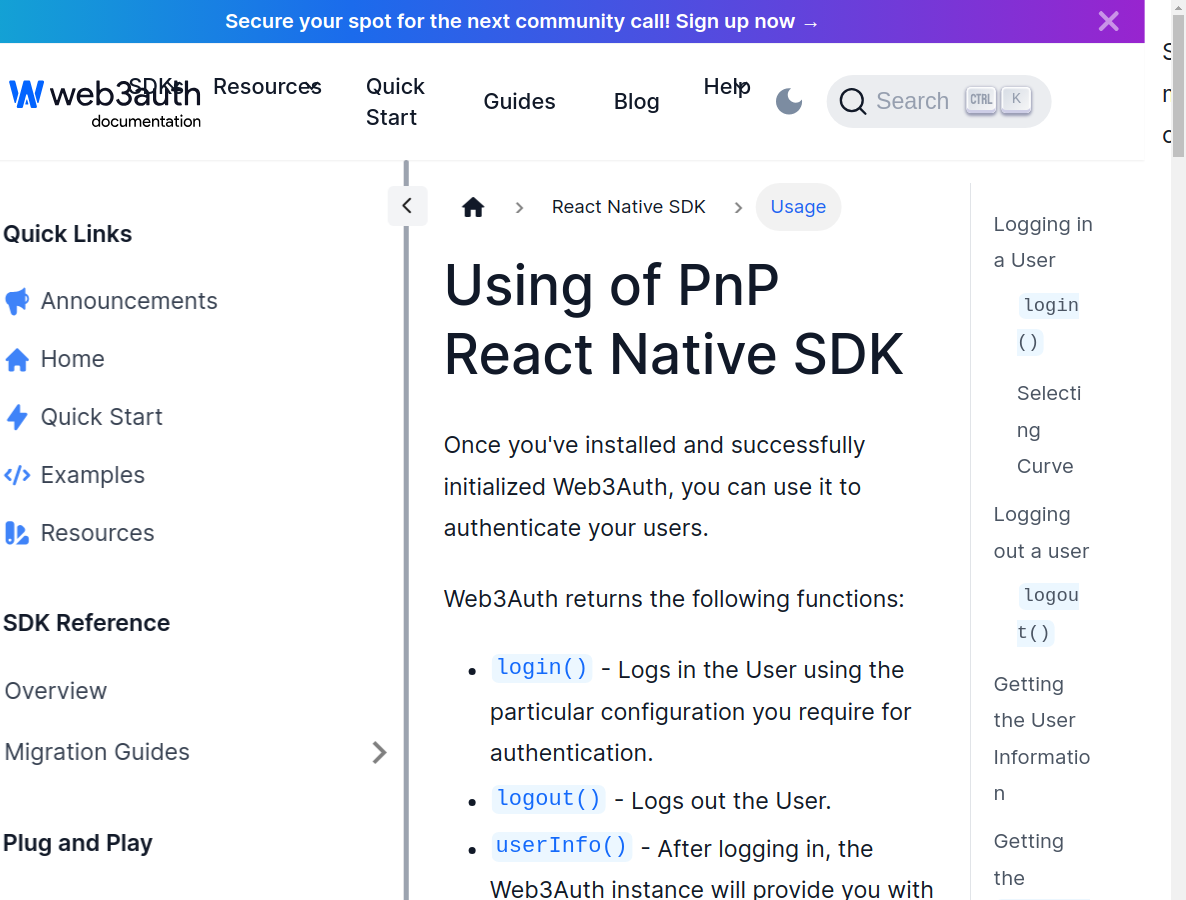 Secure your spot for the next community call! Sign up now →
web3auth
documentation
SDKs
Resources
Quick
Start
Guides
Blog
Help
Search
CTRL
K
Quick Links
Announcements
Home
Quick Start
Examples
Resources
SDK Reference
Overview
Migration Guides
Plug and Play
React Native SDK
Usage
Using of PnP
React Native SDK
Once you've installed and successfully
initialized Web3Auth, you can use it to
authenticate your users.
Web3Auth returns the following functions:
login() - Logs in the User using the
particular configuration you require for
authentication.
logout() - Logs out the User.
userInfo() - After logging in, the
Web3Auth instance will provide you with
Logging in
a User
login
()
Selecti
ng
Curve
Logging
out a user
logou
t()
Getting
the User
Informatio
n
Getting
the